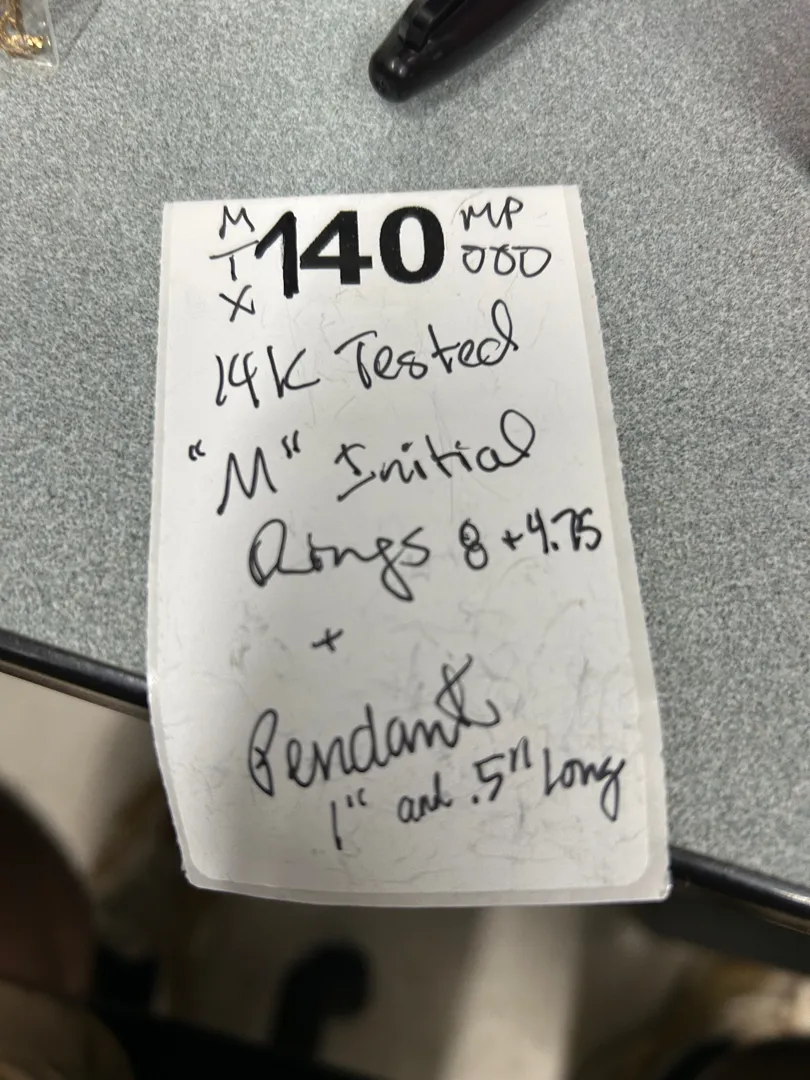 M
T
X
140
MP
000
14K Tested
"M" Initial
Rings 8 + 4.75
+
Pendant
1" and .5" Long